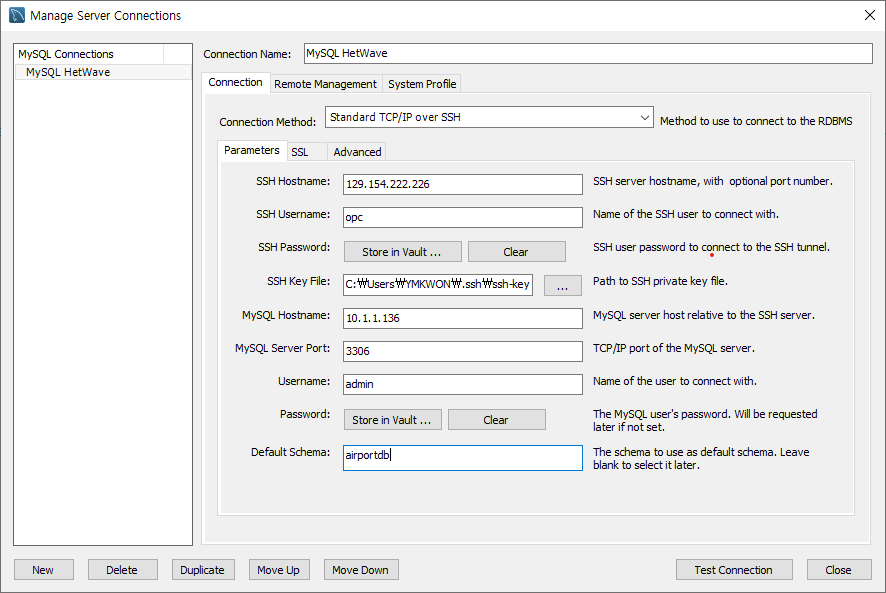 Manage Server Connections
MySQL Connections
MySQL HetWave
Connection Name: MySQL HetWave
Connection Remote Management System Profile
Connection Method: Standard TCP/IP over SSH Method to use to connect to the RDBMS
Parameters SSL Advanced
SSH Hostname: 129.154.222.226 SSH server hostname, with optional port number.
SSH Username: opc Name of the SSH user to connect with.
SSH Password: Store in Vault ... Clear SSH user password to connect to the SSH tunnel.
SSH Key File: C:₩Users₩YMKWON₩.ssh₩ssh-key ... Path to SSH private key file.
MySQL Hostname: 10.1.1.136 MySQL server host relative to the SSH server.
MySQL Server Port: 3306 TCP/IP port of the MySQL server.
Username: admin Name of the user to connect with.
Password: Store in Vault ... Clear The MySQL user's password. Will be requested
later if not set.
Default Schema: airportdb The schema to use as default schema. Leave
blank to select it later.
New Delete Duplicate Move Up Move Down Test Connection Close